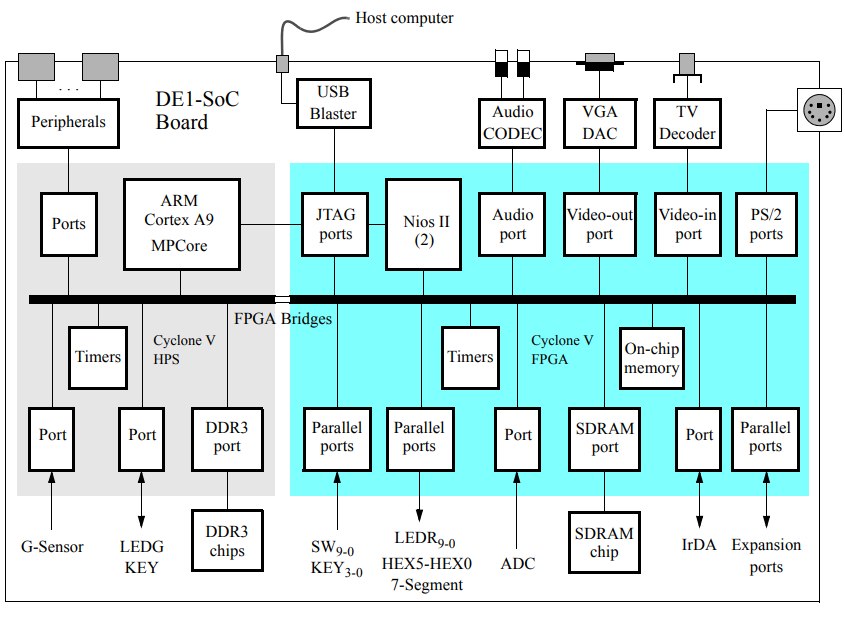 Host computer
DE1-SoC
Board
Peripherals
. . .
USB
Blaster
Audio
CODEC
VGA
DAC
TV
Decoder
Ports
ARM
Cortex A9
MPCore
JTAG
ports
Nios II
(2)
Audio
port
Video-out
port
Video-in
port
PS/2
ports
FPGA Bridges
Timers
Cyclone V
HPS
Timers
Cyclone V
FPGA
On-chip
memory
Port
Port
DDR3
port
Parallel
ports
Parallel
ports
Port
SDRAM
port
Port
Parallel
ports
G-Sensor
LEDG
KEY
DDR3
chips
SW9-0
KEY3-0
LEDR9-0
HEX5-HEX0
7-Segment
ADC
SDRAM
chip
IrDA
Expansion
ports